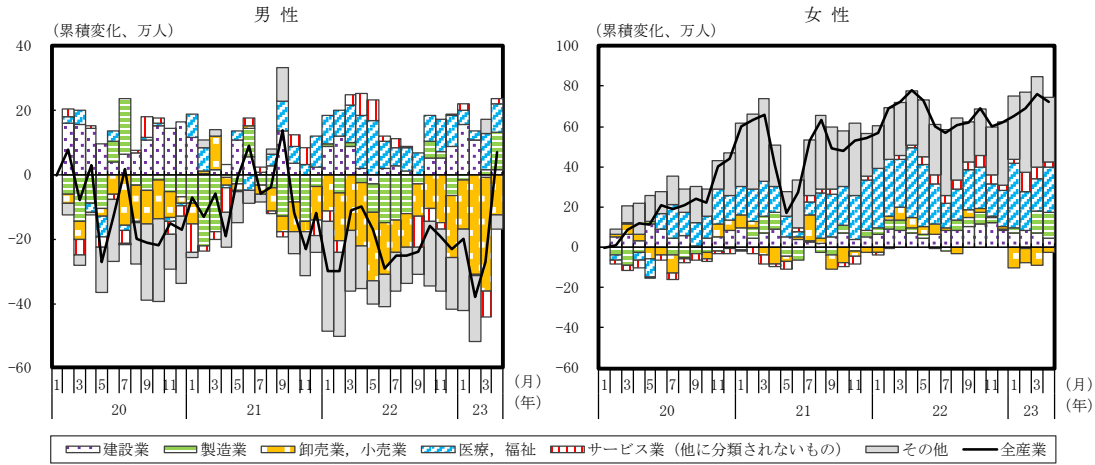 男 性
(累積変化、万人)
40
20
0
−20
−40
−60
1 3 5 7 9 11 1 3 5 7 9 11 1 3 5 7 9 11 1 3 (月)
20 21 22 23 (年)
女 性
(累積変化、万人)
100
80
60
40
20
0
−20
−40
−60
1 3 5 7 9 11 1 3 5 7 9 11 1 3 5 7 9 11 1 3 (月)
20 21 22 23 (年)
建設業 製造業 卸売業，小売業 医療，福祉 サービス業（他に分類されないもの） その他 全産業